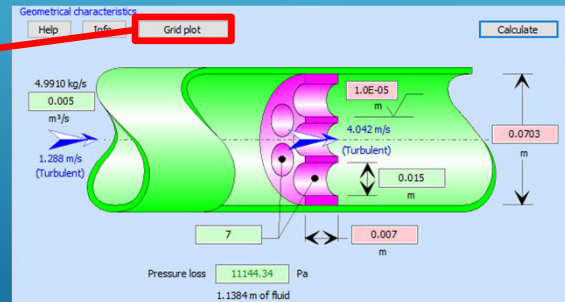 Geometrical characteristics
Help Info Grid plot Calculate
4.9910 kg/s
0.005
m³/s
1.288 m/s
(Turbulent)
1.0E-05
m
4.042 m/s
(Turbulent)
0.0703
m
0.015
m
7
0.007
m
Pressure loss 11144.34 Pa
1.1384 m of fluid